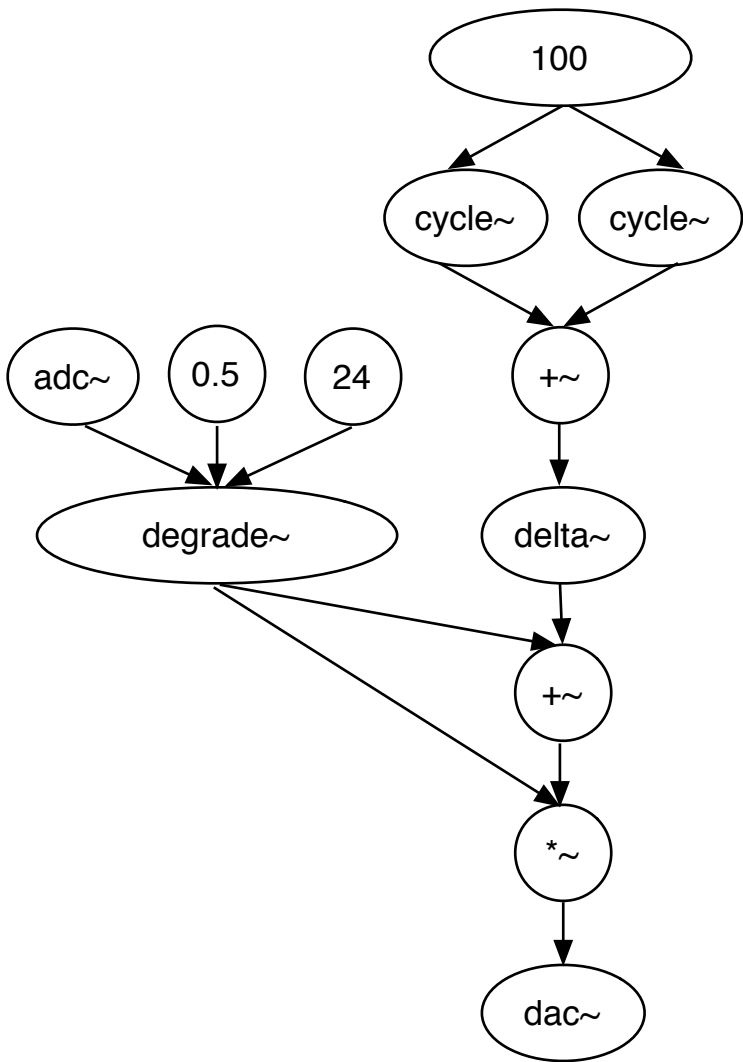 100
cycle~
cycle~
adc~
0.5
24
+~
degrade~
delta~
+~
*~
dac~